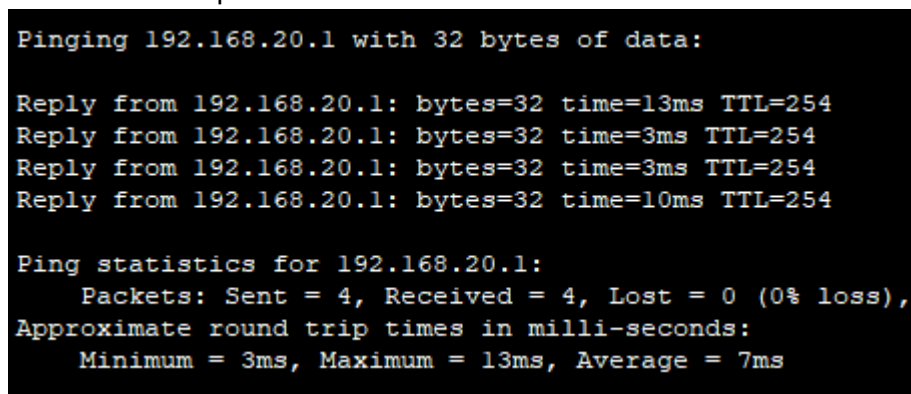 Pinging 192.168.20.1 with 32 bytes of data:
Reply from 192.168.20.1: bytes=32 time=13ms TTL=254
Reply from 192.168.20.1: bytes=32 time=3ms TTL=254
Reply from 192.168.20.1: bytes=32 time=3ms TTL=254
Reply from 192.168.20.1: bytes=32 time=10ms TTL=254
Ping statistics for 192.168.20.1:
Packets: Sent = 4, Received = 4, Lost = 0 (0% loss),
Approximate round trip times in milli-seconds:
Minimum = 3ms, Maximum = 13ms, Average = 7ms